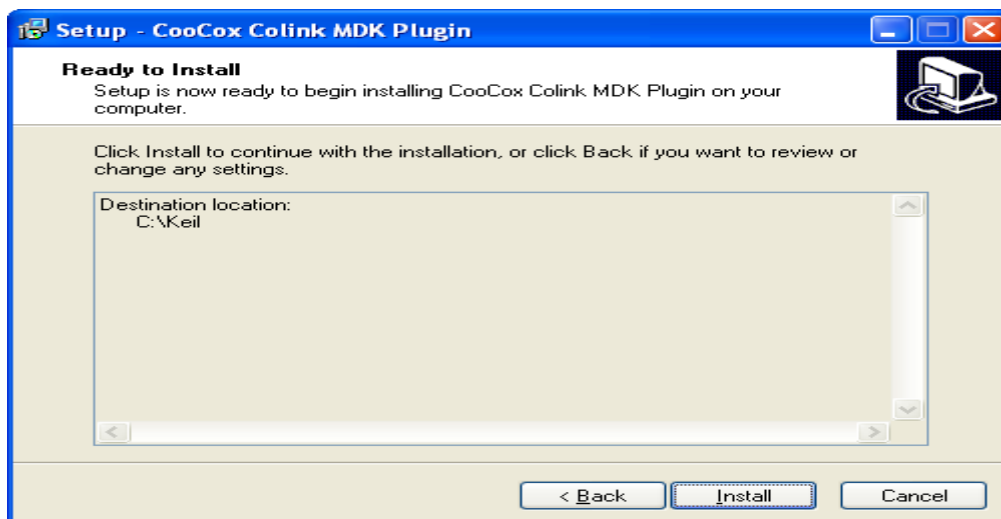 Setup - CooCox Colink MDK Plugin
Ready to Install
Setup is now ready to begin installing CooCox Colink MDK Plugin on your
computer.
Click Install to continue with the installation, or click Back if you want to review or
change any settings.
Destination location:
C:\Keil
< Back
Install
Cancel